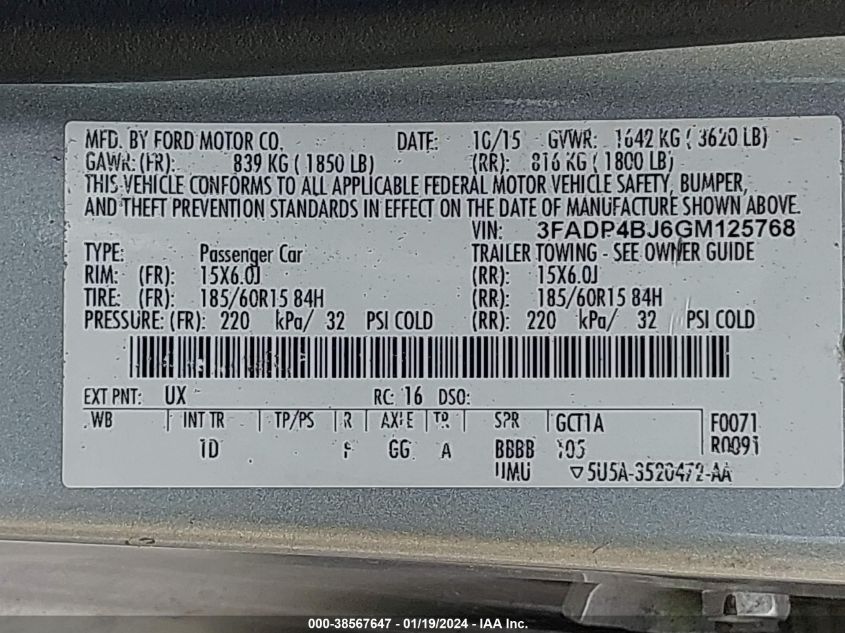 MFD. BY FORD MOTOR CO. DATE: 10/15 GVWR: 1642 KG ( 3620 LB)
GAWR: (FR): 839 KG ( 1850 LB) (RR): 816 KG ( 1800 LB)
THIS VEHICLE CONFORMS TO ALL APPLICABLE FEDERAL MOTOR VEHICLE SAFETY, BUMPER,
AND THEFT PREVENTION STANDARDS IN EFFECT ON THE DATE OF MANUFACTURE SHOWN ABOVE.
VIN: 3FADP4BJ6GM125768
TYPE: Passenger Car TRAILER TOWING - SEE OWNER GUIDE
RIM: (FR): 15X6.0J (RR): 15X6.0J
TIRE: (FR): 185/60R15 84H (RR): 185/60R15 84H
PRESSURE: (FR): 220 kPa/ 32 PSI COLD (RR): 220 kPa/ 32 PSI COLD
EXT PNT: UX RC: 16 DSO:
WB INT TR TP/PS R AXLE TR SPR GCT1A F0071
1D GG A BBBB 105 R0091
UMU ▽5U5A-3520472-AA
000-38567647 - 01/19/2024 - IAA Inc.